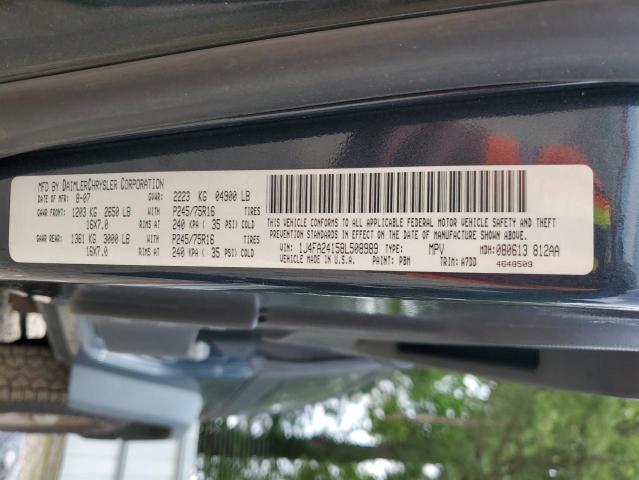 MFD BY DAIMLERCHRYSLER CORPORATION
DATE OF MFR: 8-07 GVWR: 2223 KG 04900 LB
GAWR FRONT: WITH TIRES
1203 KG 2650 LB P245/75R16
16X7.0 RIMS AT 240 KPA ( 35 PSI) COLD
GAWR REAR: WITH TIRES
1361 KG 3000 LB P245/75R16
16X7.0 RIMS AT 240 KPA ( 35 PSI) COLD
THIS VEHICLE CONFORMS TO ALL APPLICABLE FEDERAL MOTOR VEHICLE SAFETY AND THEFT
PREVENTION STANDARDS IN EFFECT ON THE DATE OF MANUFACTURE SHOWN ABOVE.
VIN: 1J4FA24158L508989 TYPE: MPV MDH: 080613 812AA
VEHICLE MADE IN U.S.A. PAINT: PBM TRIM: A7DD 4648509